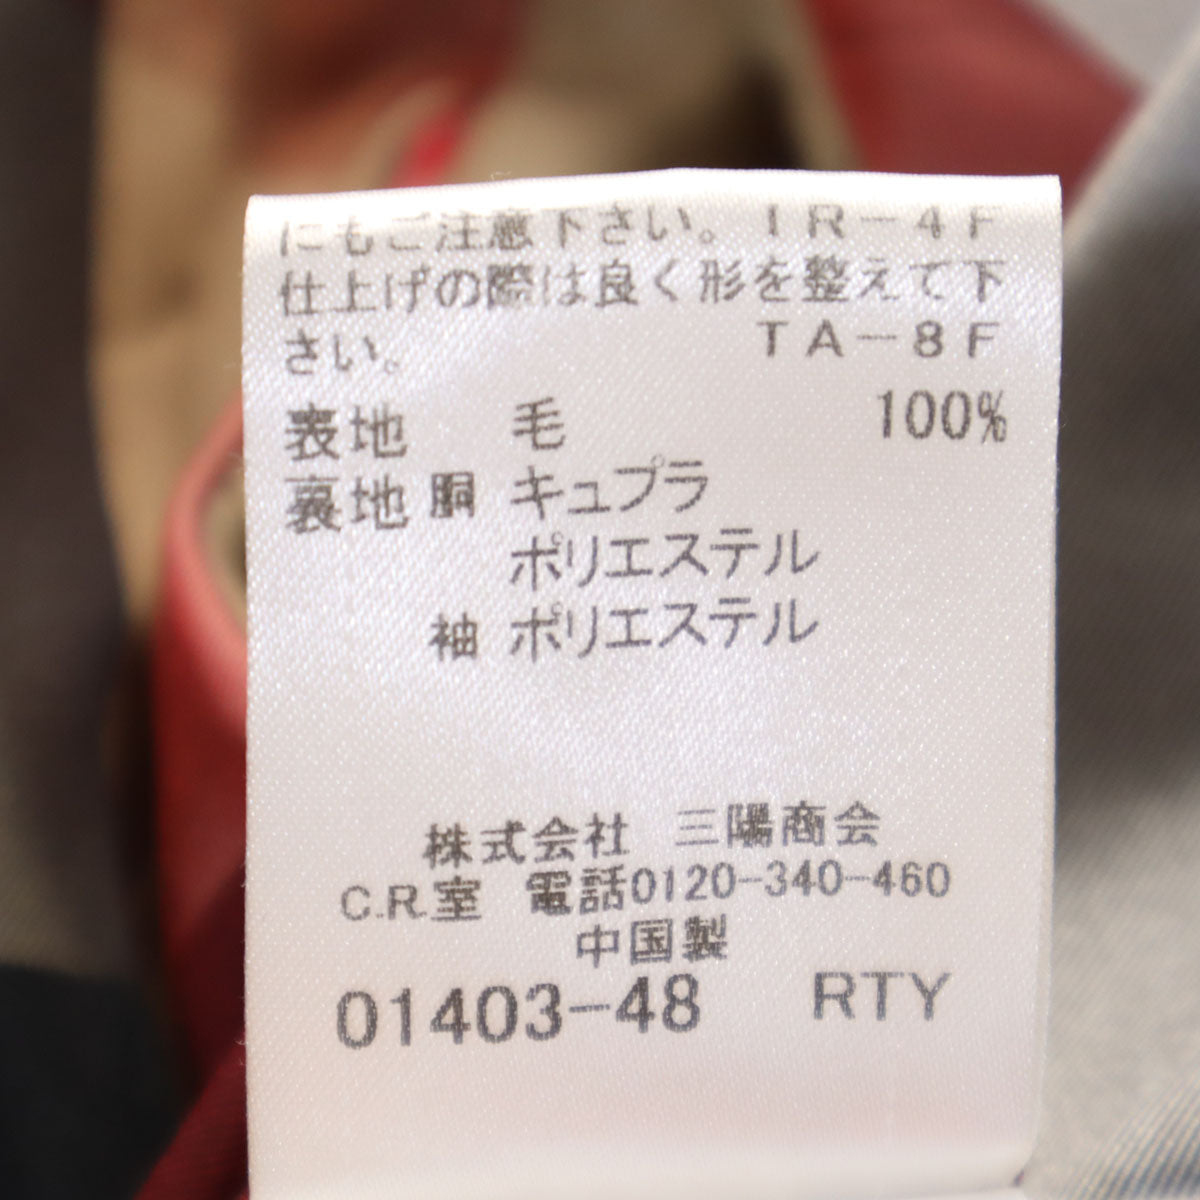 にもご注意下さい。IR-4F
仕上げの際は良く形を整えて下
さい。 TA-8F
表地 毛 100%
裏地 胴 キュプラ
ポリエステル
袖 ポリエステル
株式会社 三陽商会
C.R.室 電話0120-340-460
中国製
01403-48 RTY